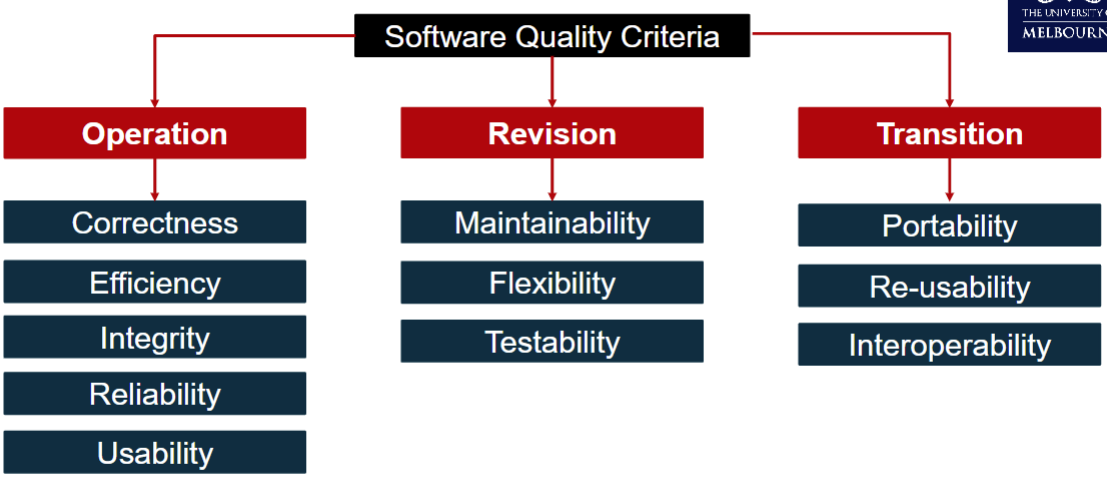 Software Quality Criteria
THE UNIVERSITY
MELBOURN
Operation
Revision
Transition
Correctness
Efficiency
Integrity
Reliability
Usability
Maintainability
Flexibility
Testability
Portability
Re-usability
Interoperability